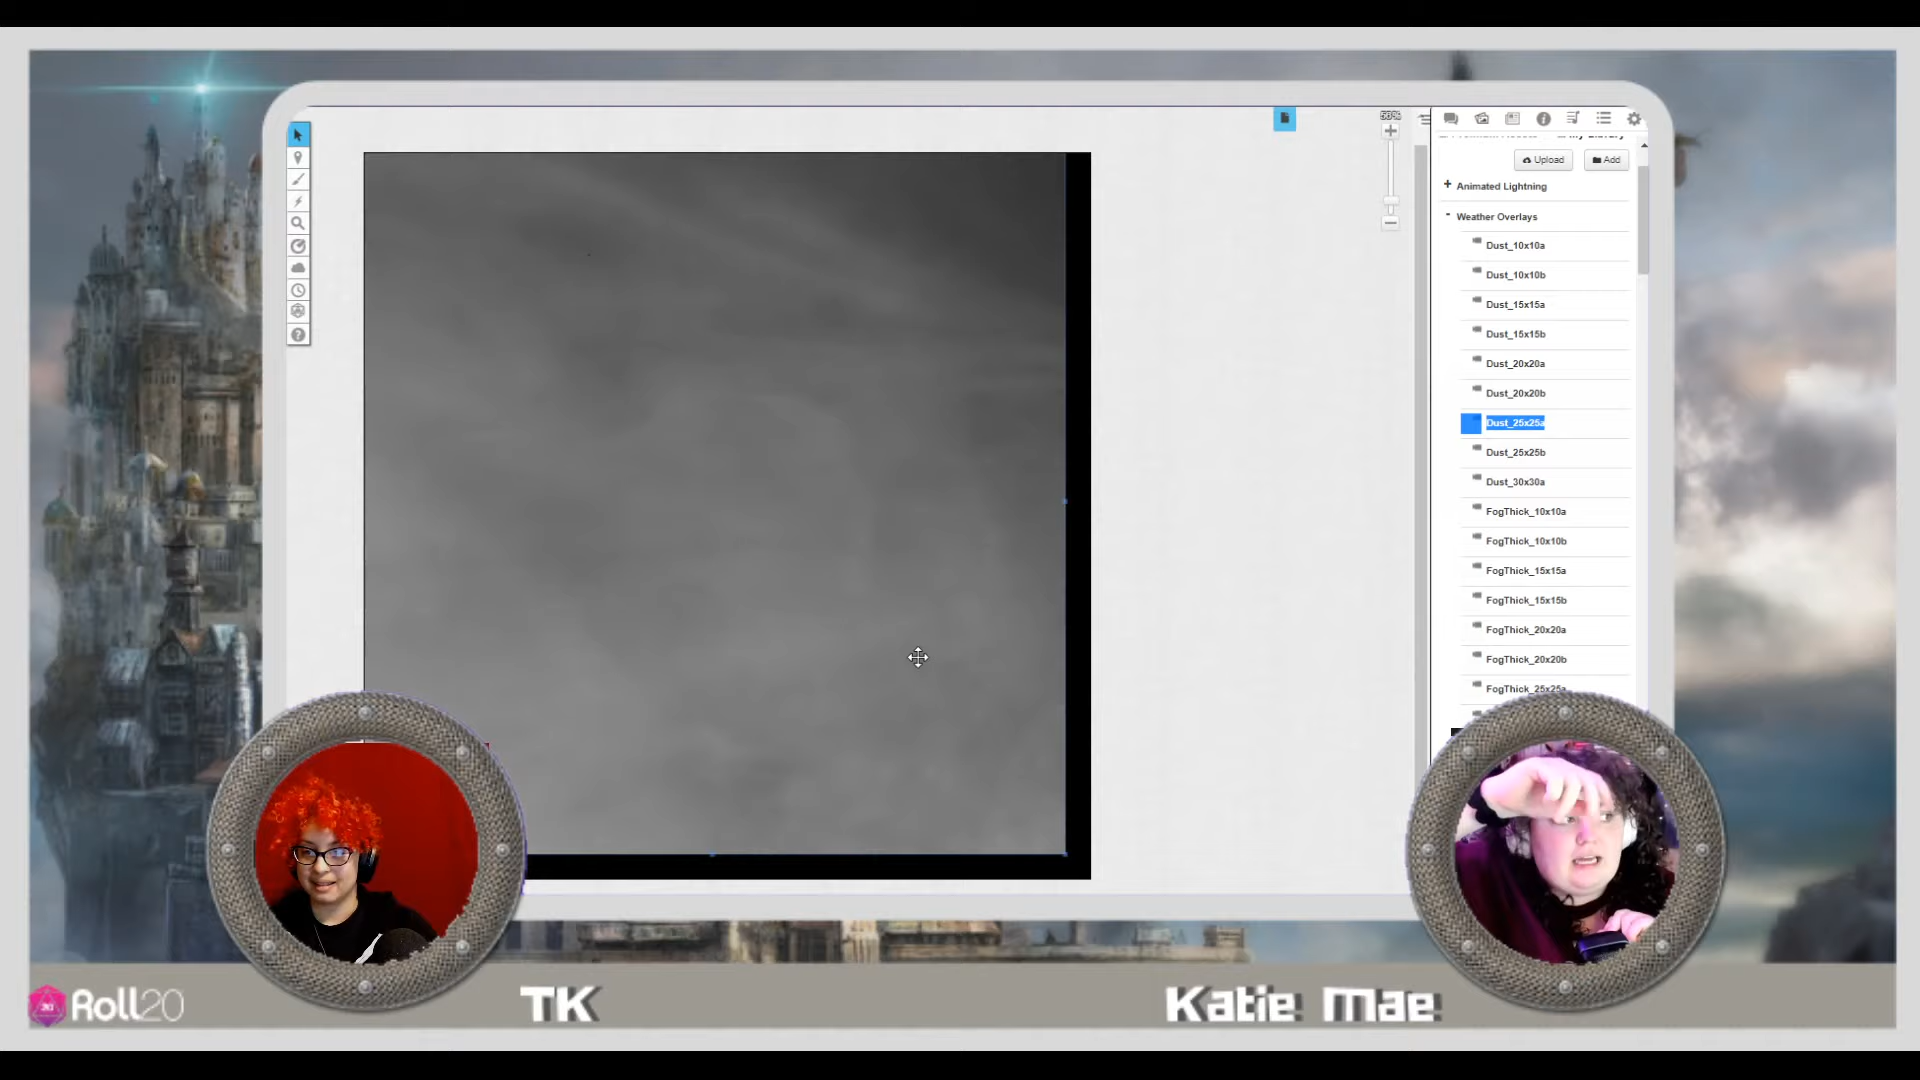 Upload
Add
Animated Lightning
Weather Overlays
Dust_10x10a
Dust_10x10b
Dust_15x15a
Dust_15x15b
Dust_20x20a
Dust_20x20b
Dust_25x25a
Dust_25x25b
Dust_30x30a
FogThick_10x10a
FogThick_10x10b
FogThick_15x15a
FogThick_15x15b
FogThick_20x20a
FogThick_20x20b
FogThick_25x25a
Roll20
TK
Katie Mae